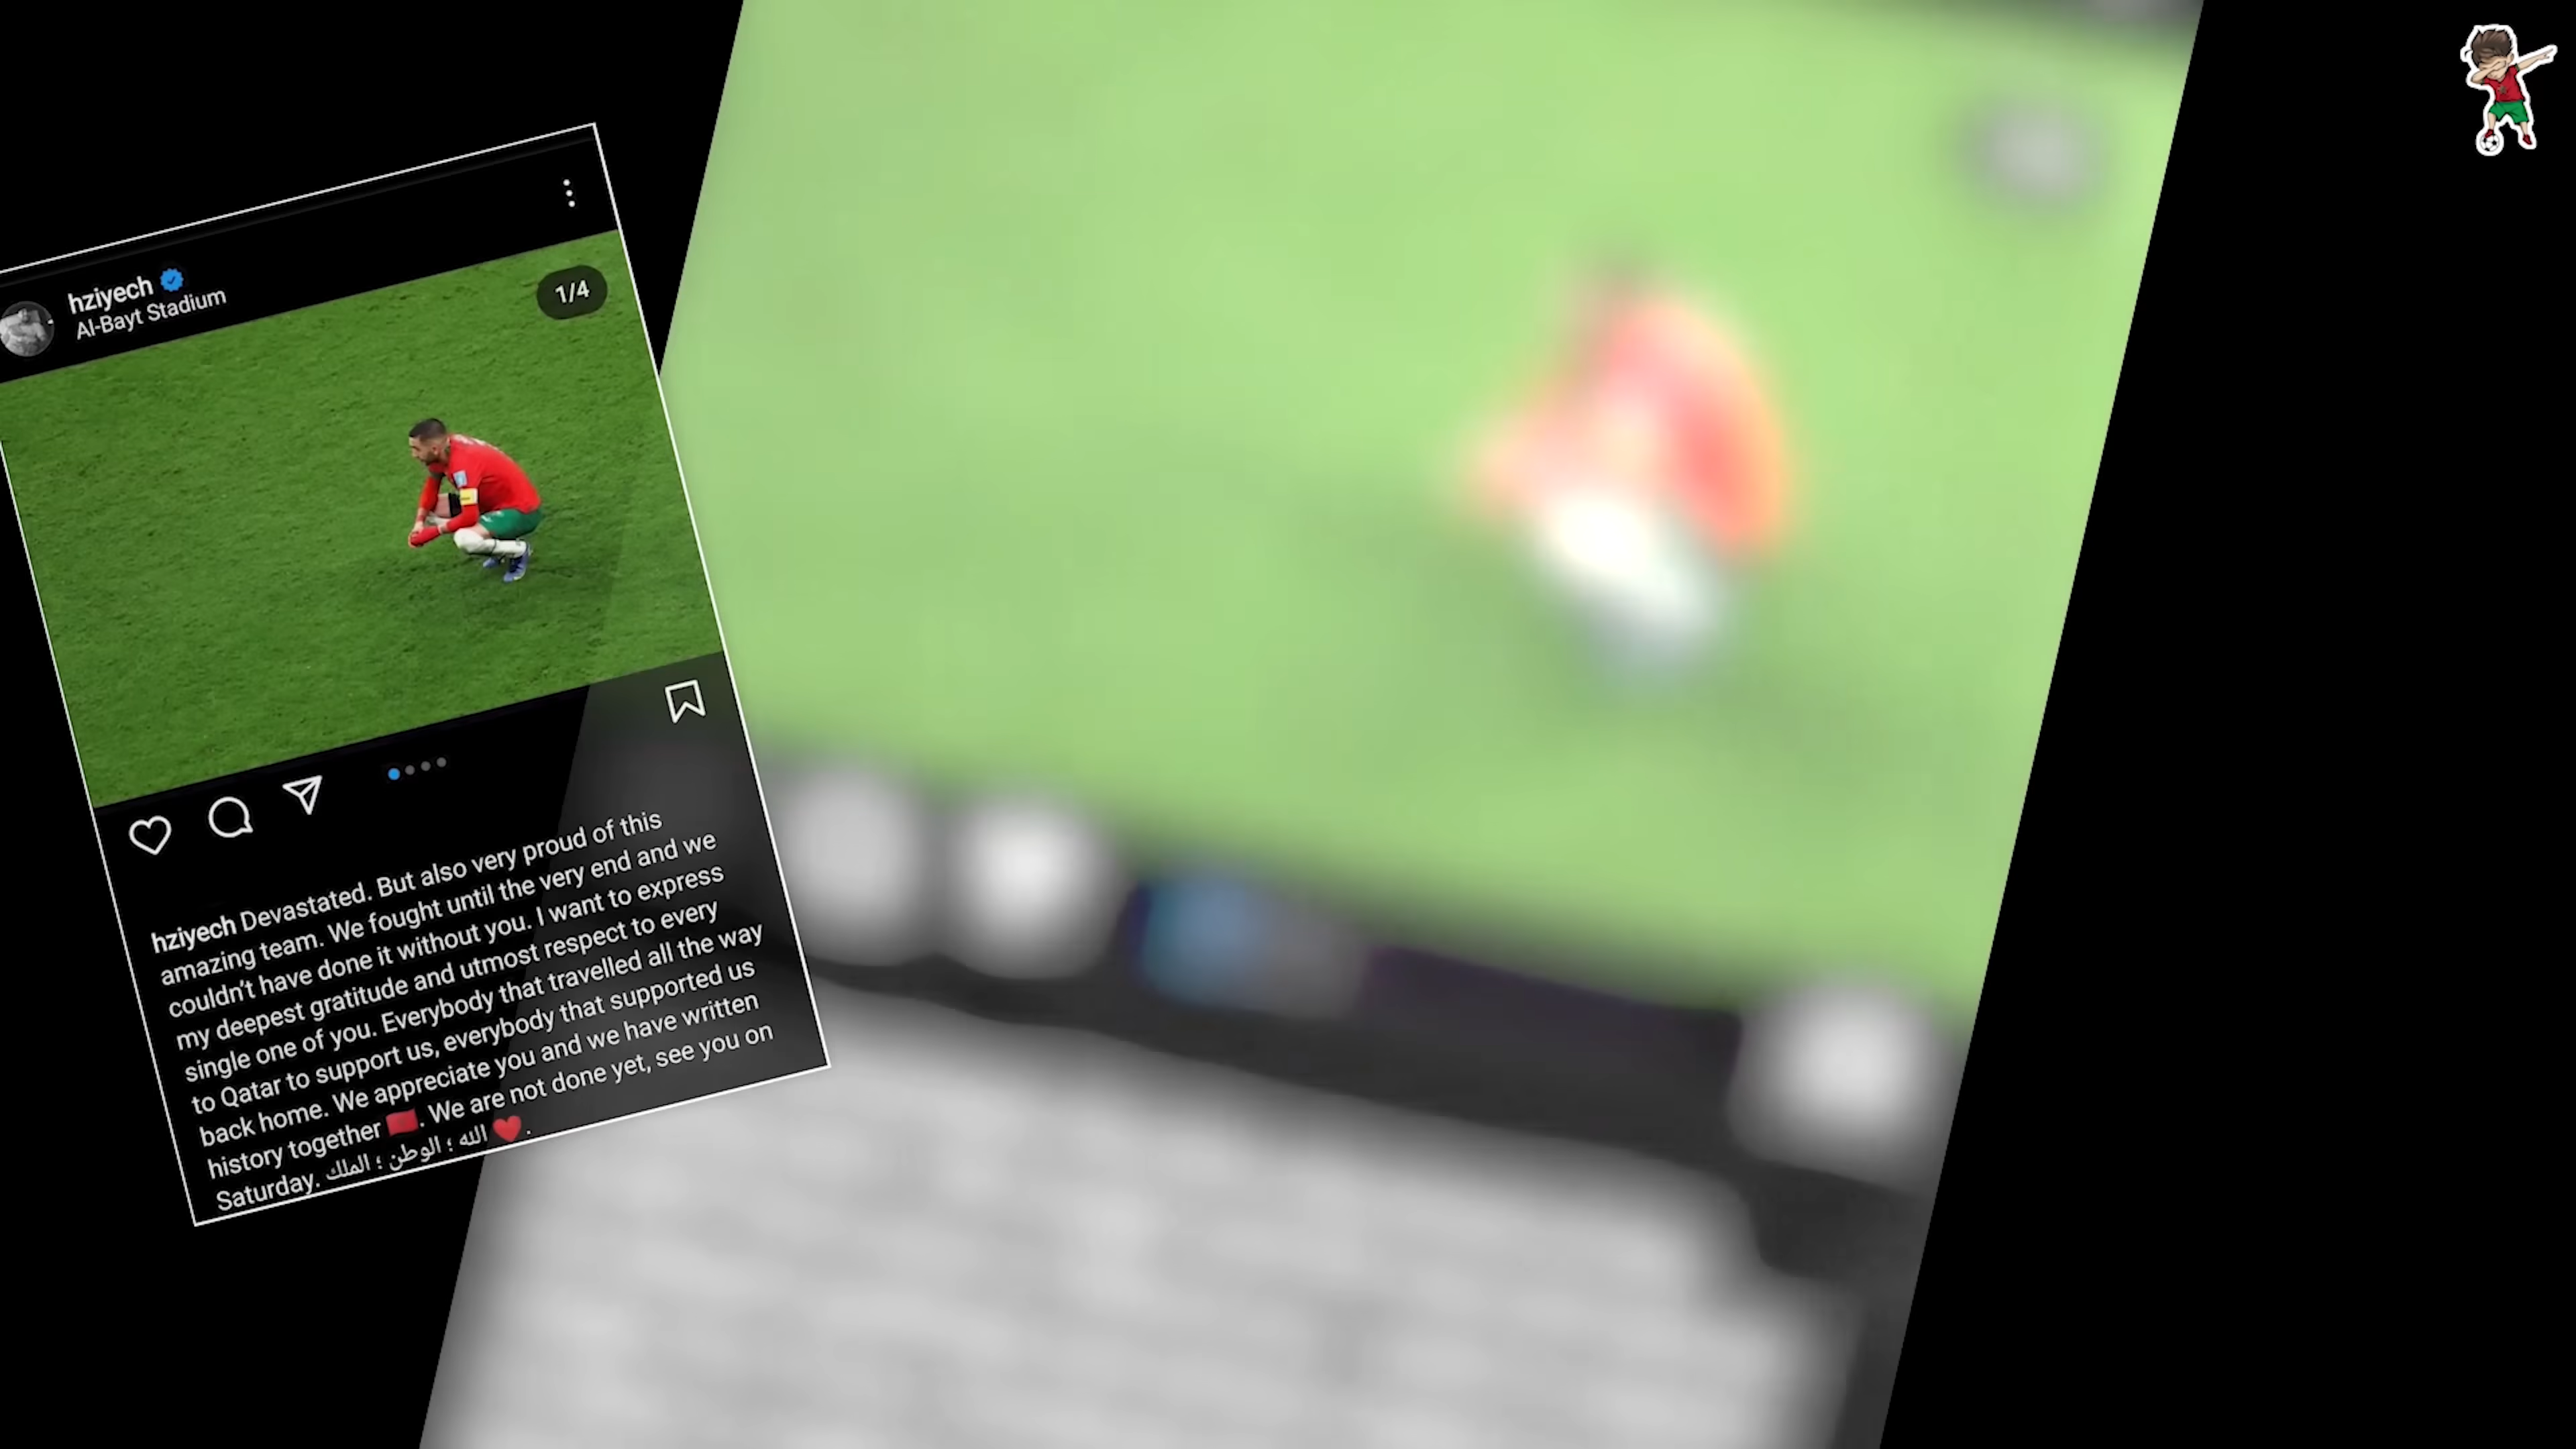 hziyech
Al-Bayt Stadium
1/4
hziyech Devastated. But also very proud of this
amazing team. We fought until the very end and we
couldn't have done it without you. I want to express
my deepest gratitude and utmost respect to every
single one of you. Everybody that travelled all the way
to Qatar to support us, everybody that supported us
back home. We appreciate you and we have written
history together 🇲🇦. We are not done yet, see you on
Saturday. الله ؛ الوطن ؛ الملك ❤️.